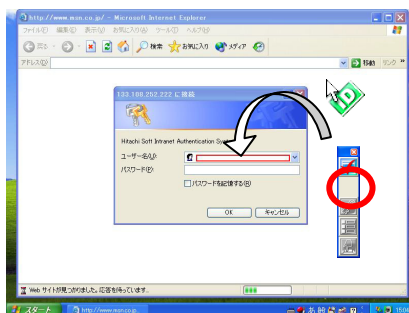 http://www.msn.co.jp/ - Microsoft Internet Explorer
ファイル(F) 編集(E) 表示(V) お気に入り(A) ツール(T) ヘルプ(H)
戻る 検索 お気に入り メディア
アドレス(D) 移動 リンク »
ID
133.108.252.222 に接続
Hitachi Soft Intranet Authentication Sys
ユーザー名(U):
パスワード(P):
パスワードを記憶する(R)
OK キャンセル
Web サイトが見つかりました。応答を待っています。
スタート http://www.msn.co.jp